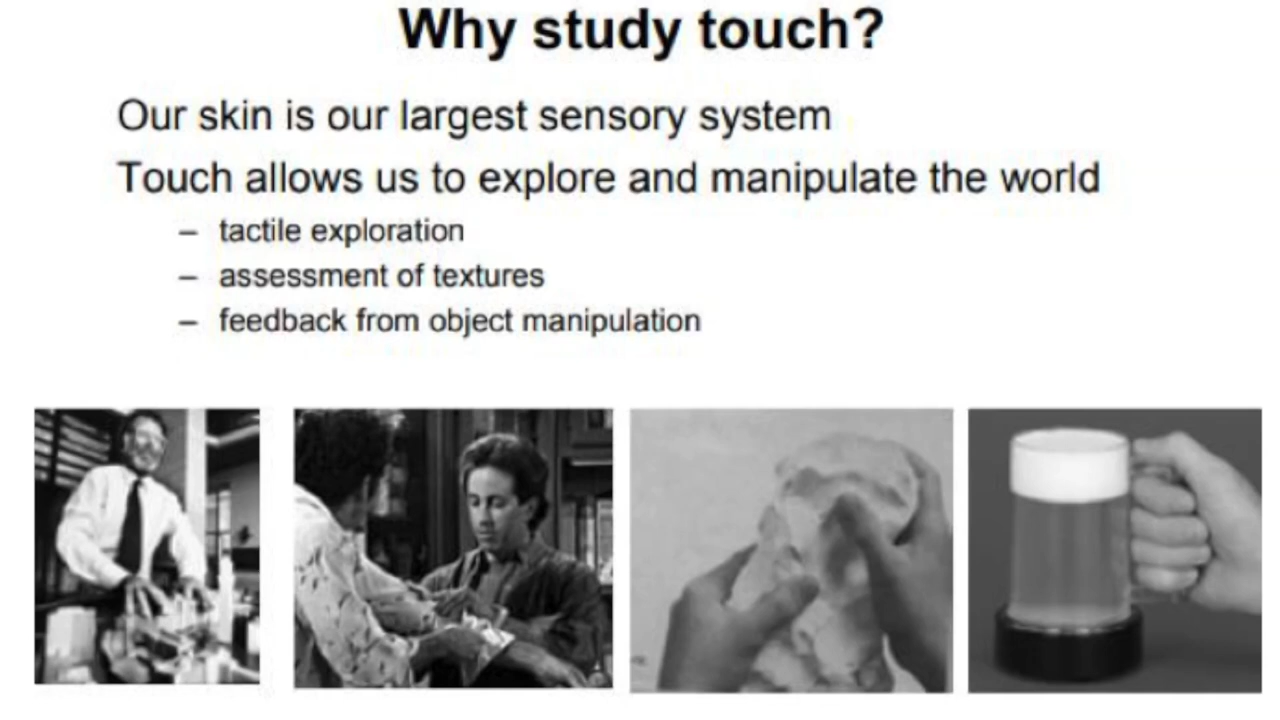 Why study touch?
Our skin is our largest sensory system
Touch allows us to explore and manipulate the world
– tactile exploration
– assessment of textures
– feedback from object manipulation